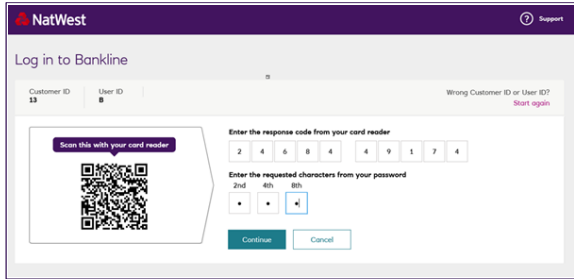 NatWest
? Support
Log in to Bankline
Customer ID User ID
13 B
Wrong Customer ID or User ID?
Start again
Scan this with your card reader
Enter the response code from your card reader
2 4 6 8 4 4 9 1 7 4
Enter the requested characters from your password
2nd 4th 8th
Continue Cancel